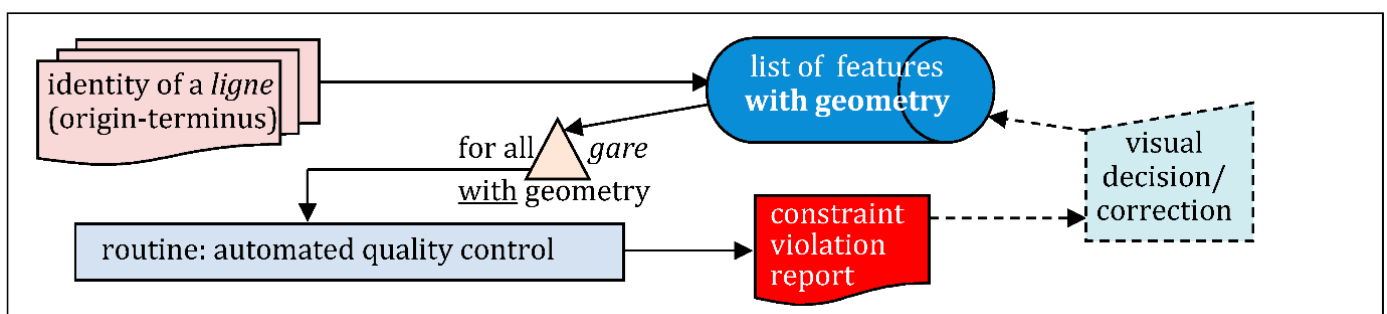 identity of a ligne
(origin-terminus)
list of features
with geometry
for all gare
with geometry
routine: automated quality control
constraint
violation
report
visual
decision/
correction